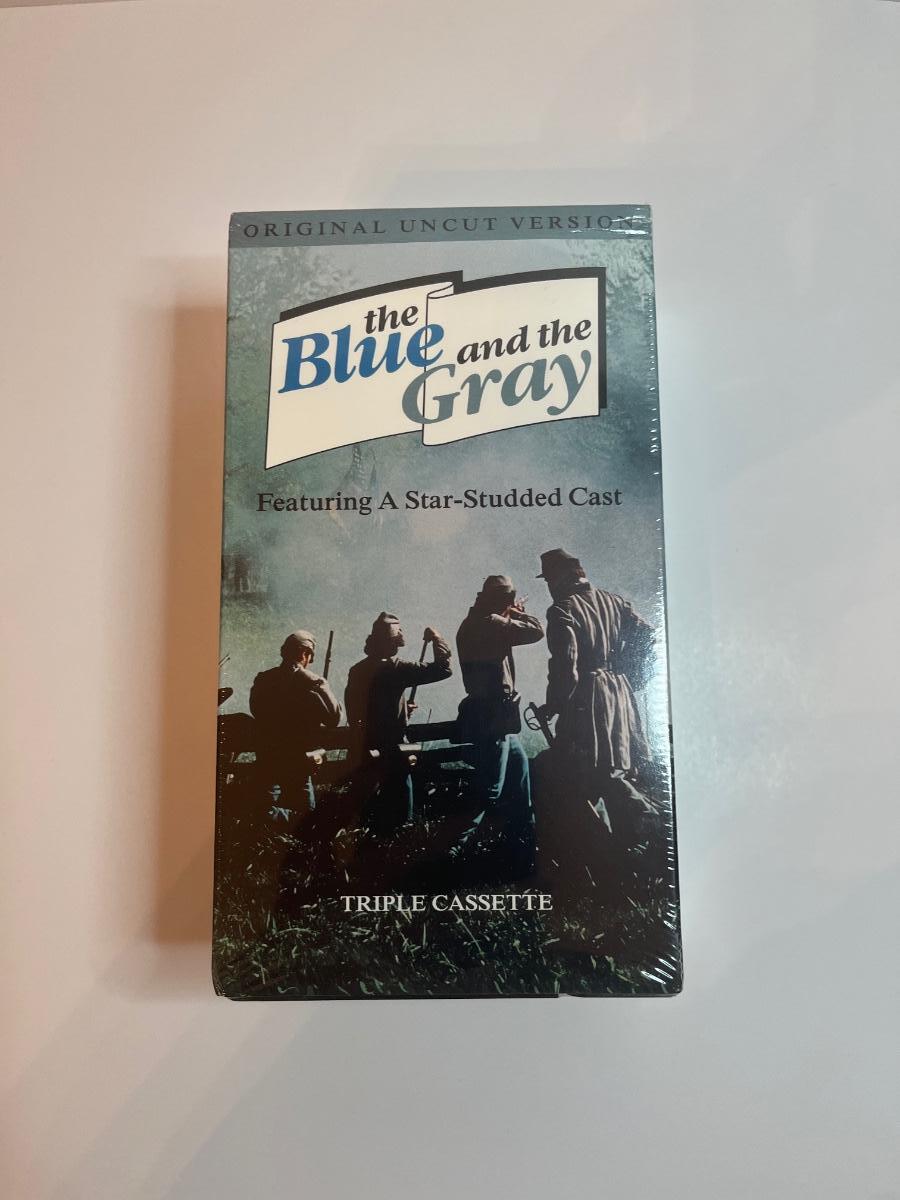 ORIGINAL UNCUT VERSION
the
Blue and the
Gray
Featuring A Star-Studded Cast
TRIPLE CASSETTE